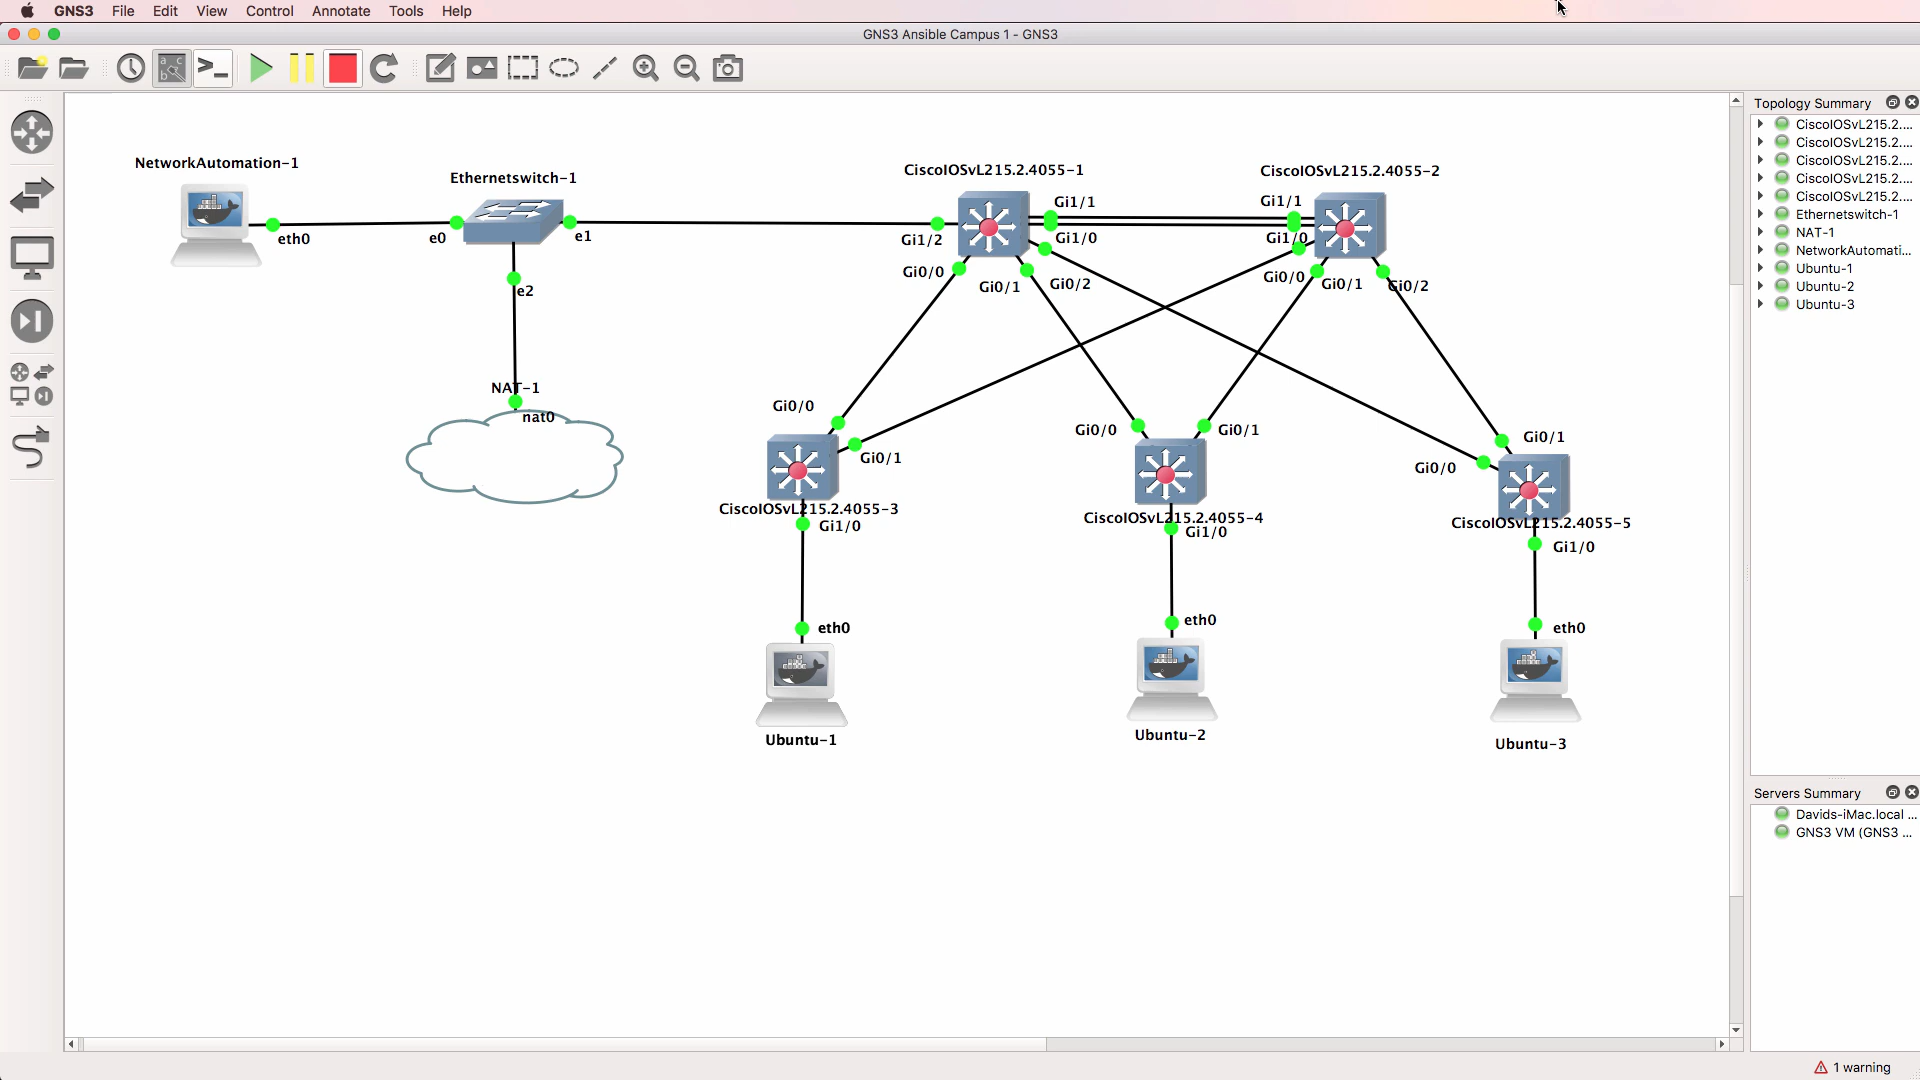 GNS3 File Edit View Control Annotate Tools Help
GNS3 Ansible Campus 1 - GNS3
Topology Summary
CiscoIOSvL215.2....
CiscoIOSvL215.2....
CiscoIOSvL215.2....
CiscoIOSvL215.2....
CiscoIOSvL215.2....
Ethernetswitch-1
NAT-1
NetworkAutomati...
Ubuntu-1
Ubuntu-2
Ubuntu-3
NetworkAutomation-1
eth0
Ethernetswitch-1
e0
e1
e2
NAT-1
nat0
CiscoIOSvL215.2.4055-1
Gi1/1
Gi1/2
Gi1/0
Gi0/0
Gi0/1
Gi0/2
CiscoIOSvL215.2.4055-2
Gi1/1
Gi1/0
Gi0/0
Gi0/1
Gi0/2
Gi0/0
Gi0/1
CiscoIOSvL215.2.4055-3
Gi1/0
eth0
Ubuntu-1
Gi0/0
Gi0/1
CiscoIOSvL215.2.4055-4
Gi1/0
eth0
Ubuntu-2
Gi0/1
Gi0/0
CiscoIOSvL215.2.4055-5
Gi1/0
eth0
Ubuntu-3
Servers Summary
Davids-iMac.local ...
GNS3 VM (GNS3 ...
1 warning